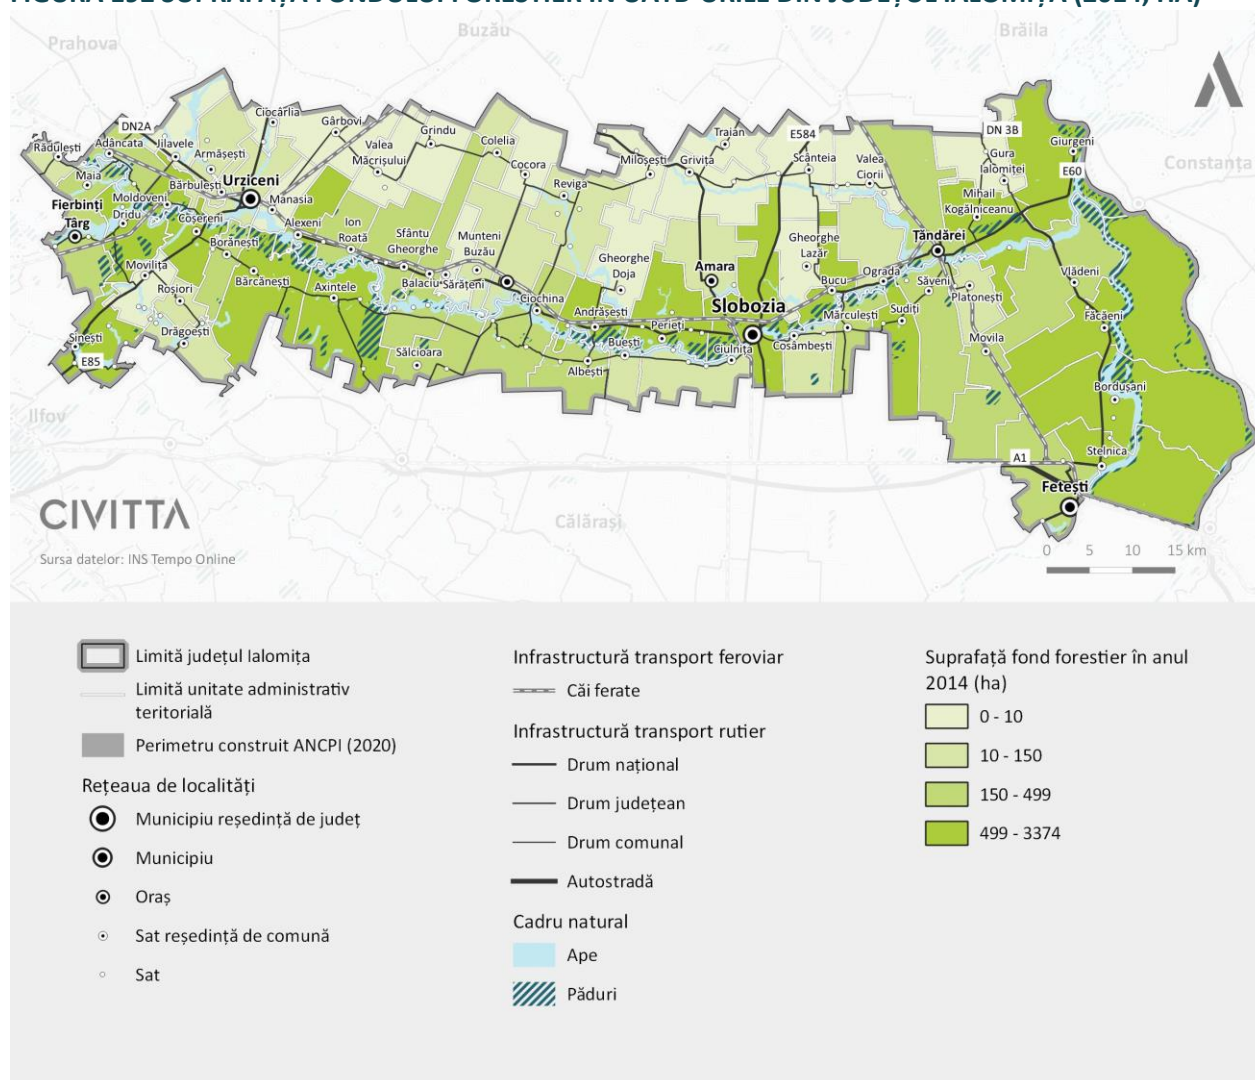 Prahova
Buzău
Brăila
Constanța
Ilfov
Călărași
DN2A
Rădulești
Adâncata
Jilavele
Armășești
Ciocârlia
Gârbovi
Grindu
Colelia
Valea
Măcrișului
Cocora
Reviga
Miloșești
Grivița
Traian
E584
Scânteia
Valea
Ciorii
DN 3B
Gura
Ialomiței
Giurgeni
E60
Maia
Bărbulești
Urziceni
Manasia
Moldoveni
Fierbinți
Târg
Dridu
Coșereni
Alexeni
Ion
Roată
Sfântu
Gheorghe
Munteni
Buzău
Gheorghe
Doja
Amara
Gheorghe
Lazăr
Mihail
Kogălniceanu
Țăndărei
Borănești
Bărcănești
Movilița
Roșiori
Axintele
Balaciu
Sărățeni
Ciochina
Andrășești
Perieți
Slobozia
Bucu
Ograda
Săveni
Platonești
Vlădeni
Făcăeni
Drăgoești
Sinești
E85
Sălcioara
Buești
Albești
Ciulnița
Cosâmbești
Mărculești
Sudiți
Movila
Bordușani
Stelnica
A1
Fetești
CIVITTA
Sursa datelor: INS Tempo Online
0 5 10 15 km
Limită județul Ialomița
Limită unitate administrativ
teritorială
Perimetru construit ANCPI (2020)
Rețeaua de localități
Municipiu reședință de județ
Municipiu
Oraș
Sat reședință de comună
Sat
Infrastructură transport feroviar
Căi ferate
Infrastructură transport rutier
Drum național
Drum județean
Drum comunal
Autostradă
Cadru natural
Ape
Păduri
Suprafață fond forestier în anul
2014 (ha)
0 - 10
10 - 150
150 - 499
499 - 3374